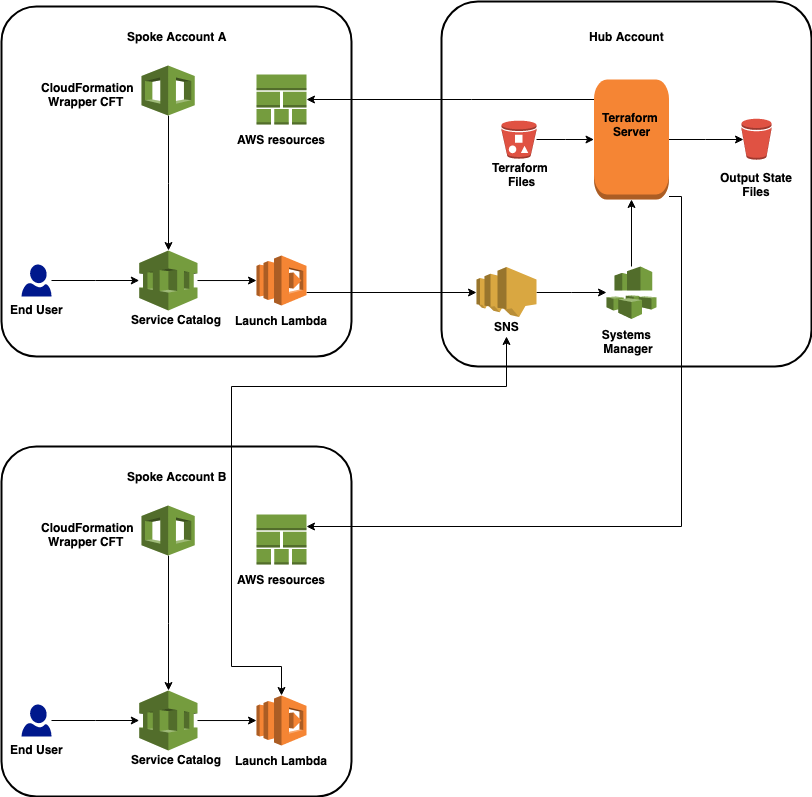 Spoke Account A
CloudFormation
Wrapper CFT
AWS resources
End User
Service Catalog
Launch Lambda
Hub Account
Terraform
Server
Terraform
Files
Output State
Files
SNS
Systems
Manager
Spoke Account B
CloudFormation
Wrapper CFT
AWS resources
End User
Service Catalog
Launch Lambda